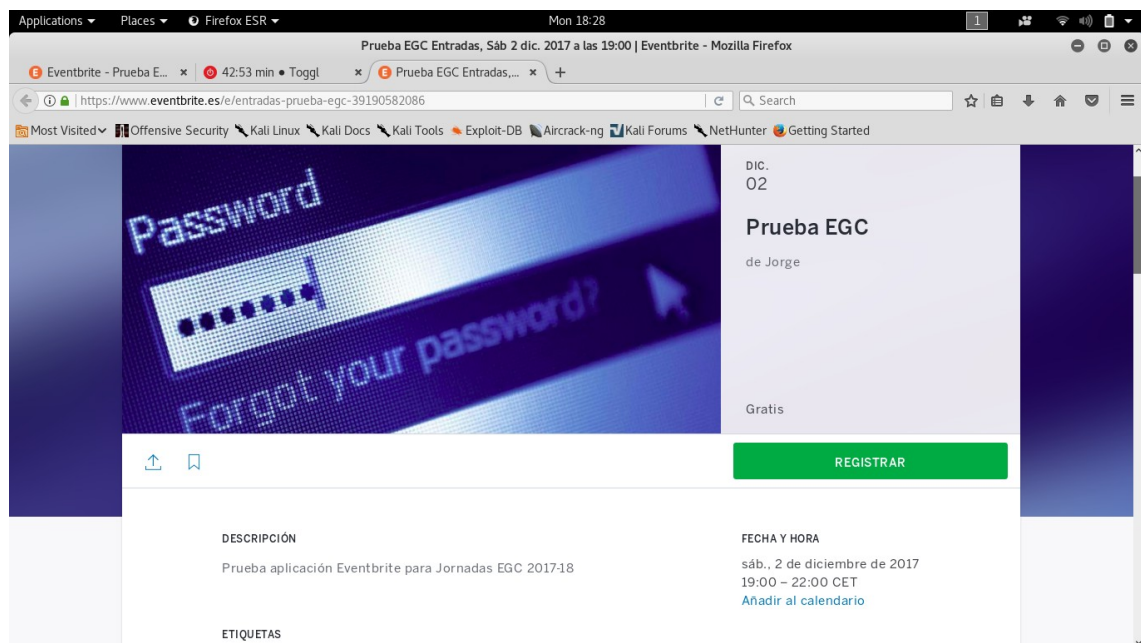 Applications Places Firefox ESR Mon 18:28 1
Prueba EGC Entradas, Sáb 2 dic. 2017 a las 19:00 | Eventbrite - Mozilla Firefox
Eventbrite - Prueba E... 42:53 min ● Toggl Prueba EGC Entradas,...
https://www.eventbrite.es/e/entradas-prueba-egc-39190582086 Search
Most Visited Offensive Security Kali Linux Kali Docs Kali Tools Exploit-DB Aircrack-ng Kali Forums NetHunter Getting Started
Password
Forgot your password?
DIC.
02
Prueba EGC
de Jorge
Gratis
REGISTRAR
DESCRIPCIÓN
Prueba aplicación Eventbrite para Jornadas EGC 2017-18
FECHA Y HORA
sáb., 2 de diciembre de 2017
19:00 – 22:00 CET
Añadir al calendario
ETIQUETAS